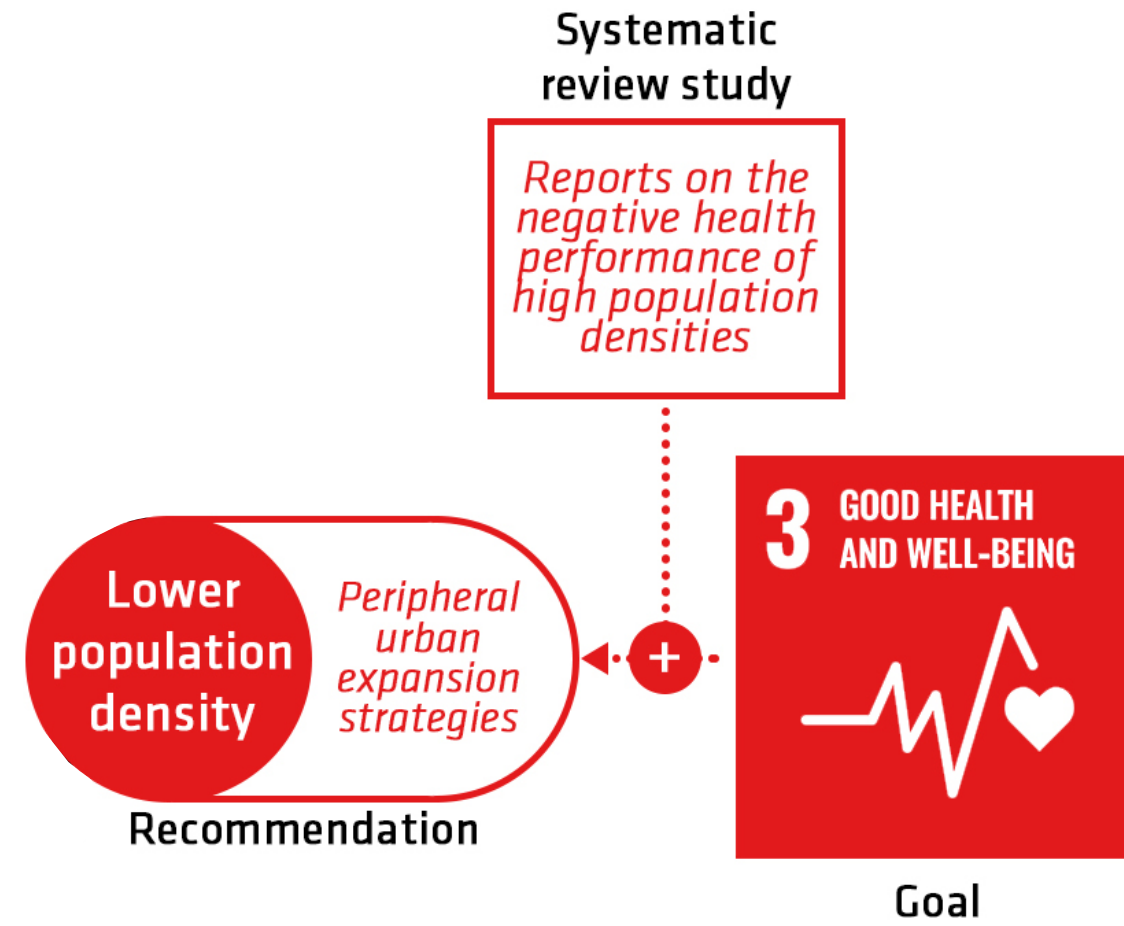 Systematic
review study
Reports on the
negative health
performance of
high population
densities
3 GOOD HEALTH
AND WELL-BEING
Lower
population
density
Peripheral
urban
expansion
strategies
+
Recommendation
Goal